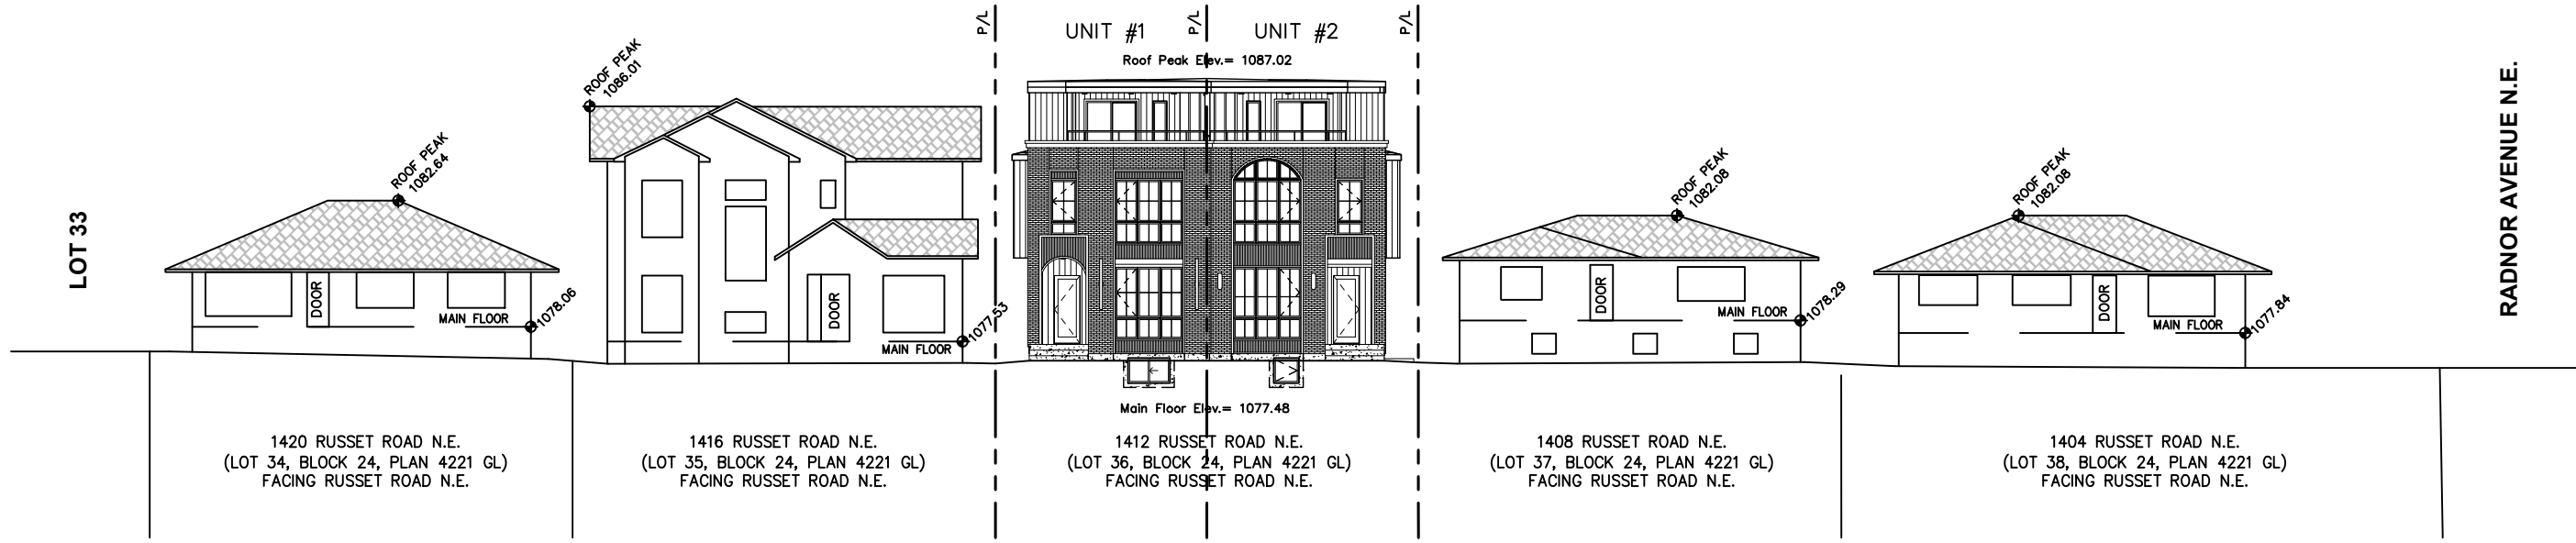 LOT 33
ROOF PEAK
1082.64
DOOR
MAIN FLOOR
1078.06
1420 RUSSET ROAD N.E.
(LOT 34, BLOCK 24, PLAN 4221 GL)
FACING RUSSET ROAD N.E.
ROOF PEAK
1086.01
DOOR
MAIN FLOOR
1077.53
1416 RUSSET ROAD N.E.
(LOT 35, BLOCK 24, PLAN 4221 GL)
FACING RUSSET ROAD N.E.
P/L
UNIT #1
P/L
UNIT #2
P/L
Roof Peak Elev.= 1087.02
Main Floor Elev.= 1077.48
1412 RUSSET ROAD N.E.
(LOT 36, BLOCK 24, PLAN 4221 GL)
FACING RUSSET ROAD N.E.
ROOF PEAK
1082.08
DOOR
MAIN FLOOR
1078.29
1408 RUSSET ROAD N.E.
(LOT 37, BLOCK 24, PLAN 4221 GL)
FACING RUSSET ROAD N.E.
ROOF PEAK
1082.08
DOOR
MAIN FLOOR
1077.84
1404 RUSSET ROAD N.E.
(LOT 38, BLOCK 24, PLAN 4221 GL)
FACING RUSSET ROAD N.E.
RADNOR AVENUE N.E.